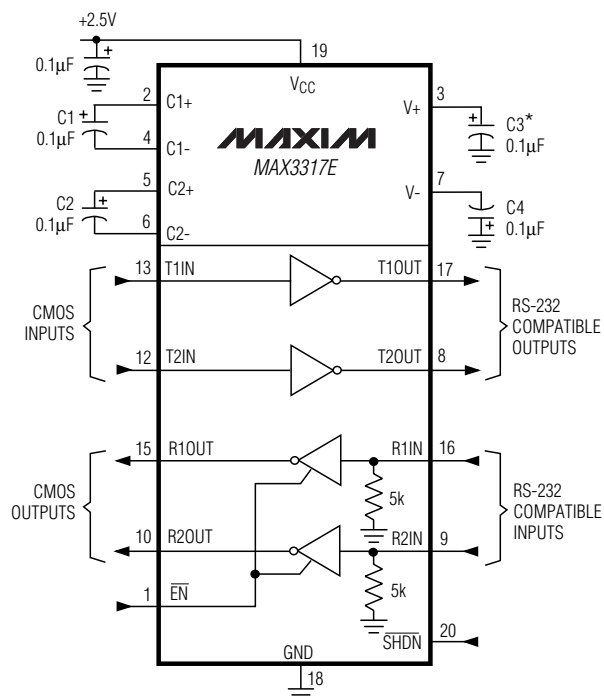 +2.5V
0.1µF
19
VCC
2
C1+
C1
0.1µF
4
C1-
5
C2+
C2
0.1µF
6
C2-
MAXIM
MAX3317E
3
V+
C3*
0.1µF
7
V-
C4
0.1µF
13
T1IN
T1OUT
17
CMOS
INPUTS
RS-232
COMPATIBLE
OUTPUTS
12
T2IN
T2OUT
8
15
R1OUT
R1IN
16
5k
CMOS
OUTPUTS
RS-232
COMPATIBLE
INPUTS
10
R2OUT
R2IN
9
5k
1
E̅N̅
S̅H̅D̅N̅
20
GND
18